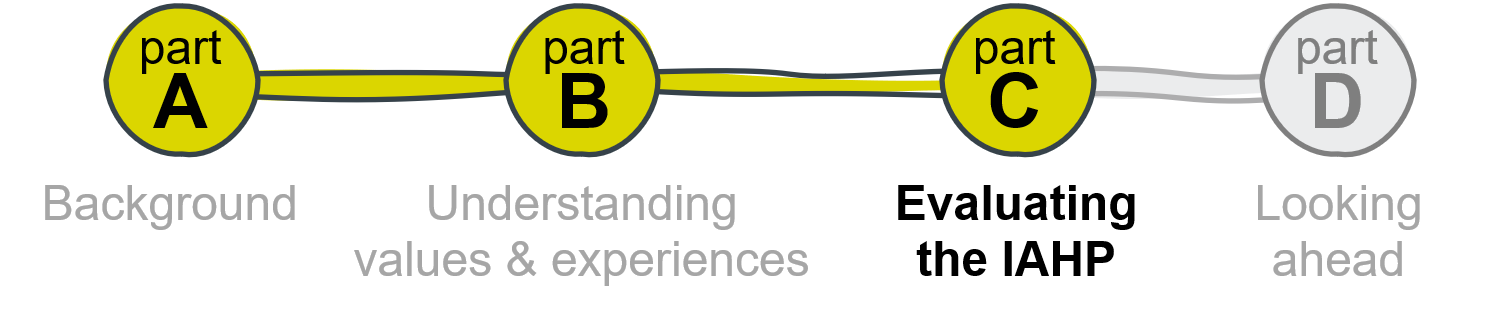 part
A
part
B
part
C
part
D
Background
Understanding
values & experiences
Evaluating
the IAHP
Looking
ahead